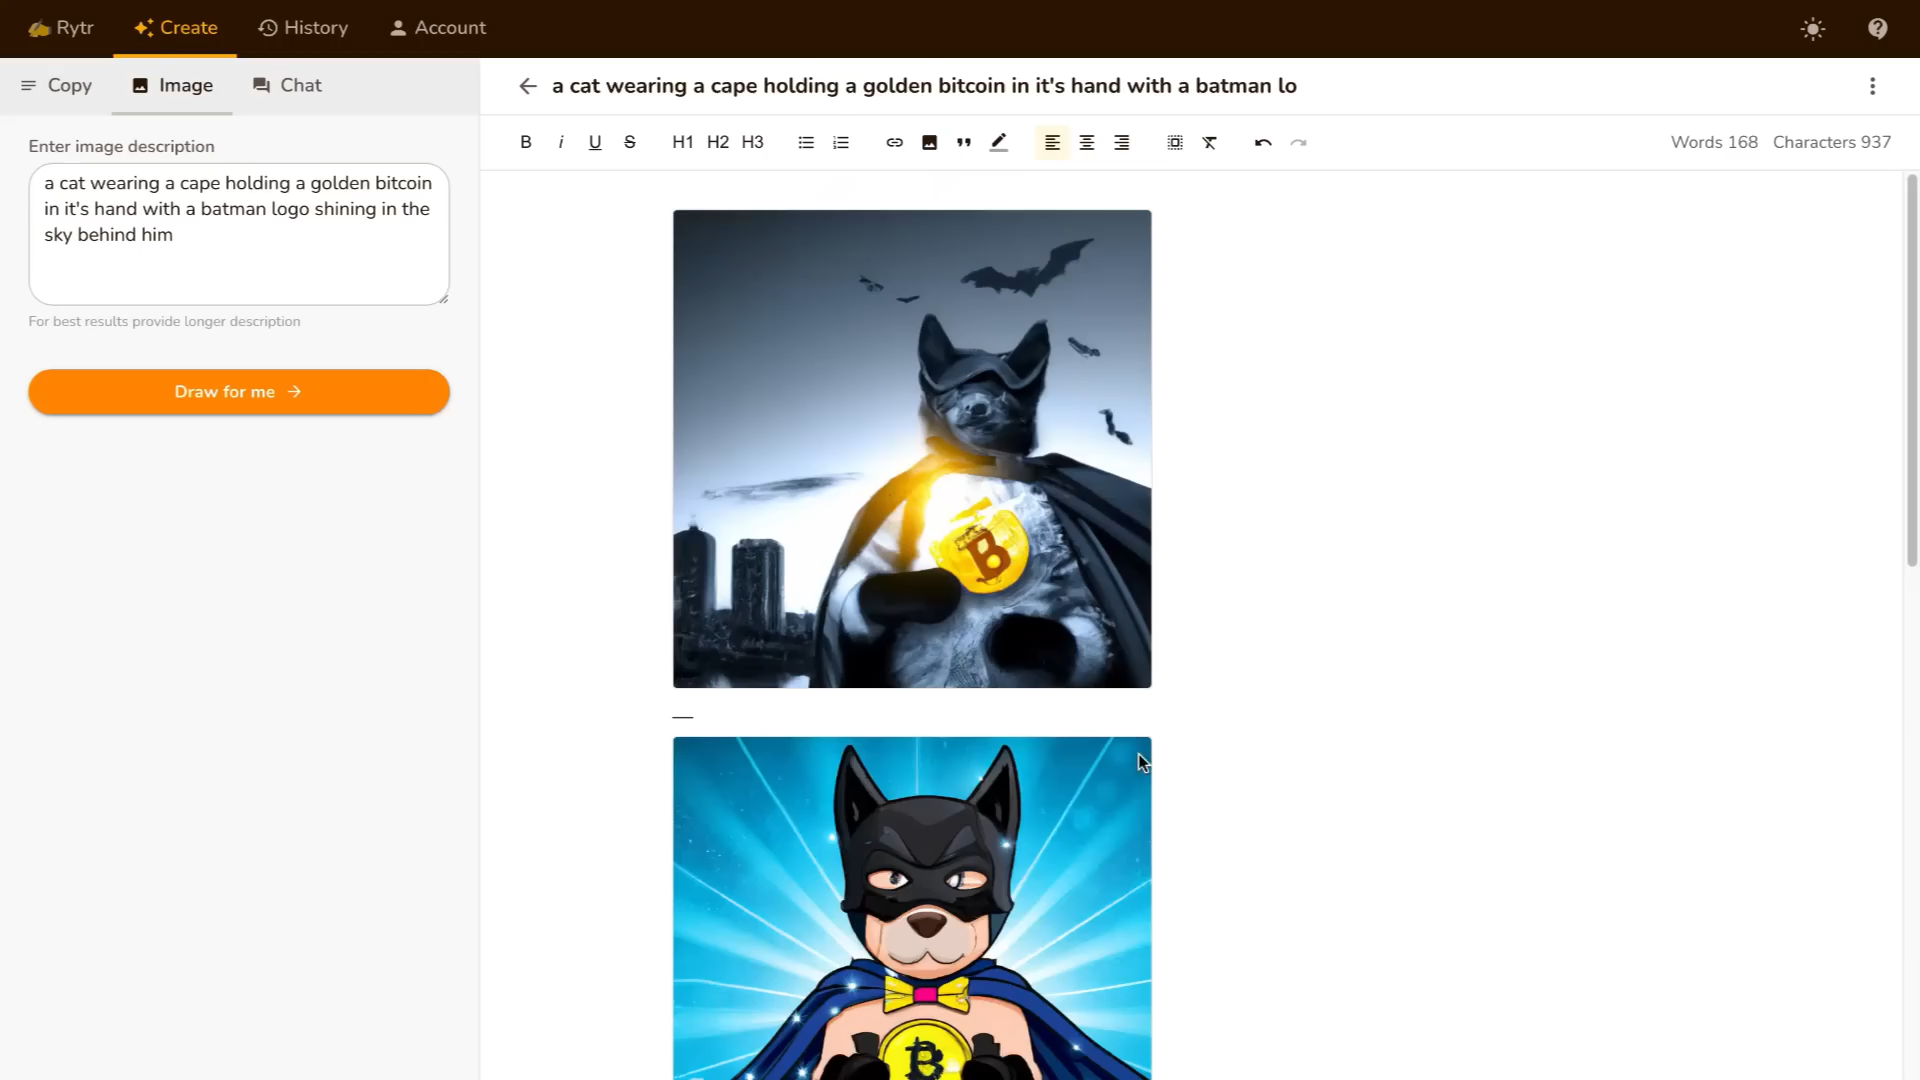 Rytr
Create
History
Account
Copy
Image
Chat
a cat wearing a cape holding a golden bitcoin in it's hand with a batman lo
B i U S H1 H2 H3
Words 168 Characters 937
Enter image description
a cat wearing a cape holding a golden bitcoin
in it's hand with a batman logo shining in the
sky behind him
For best results provide longer description
Draw for me
B
B